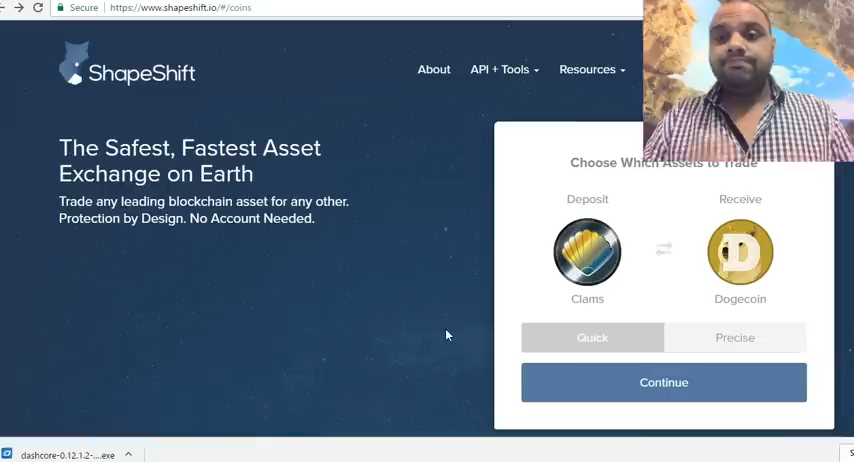 Secure
https://www.shapeshift.io/#/coins
ShapeShift
About
API + Tools
Resources
The Safest, Fastest Asset
Exchange on Earth
Trade any leading blockchain asset for any other.
Protection by Design. No Account Needed.
Choose Which Assets to Trade
Deposit
Receive
Clams
Dogecoin
Quick
Precise
Continue
dashcore-0.12.1.2-....exe
S